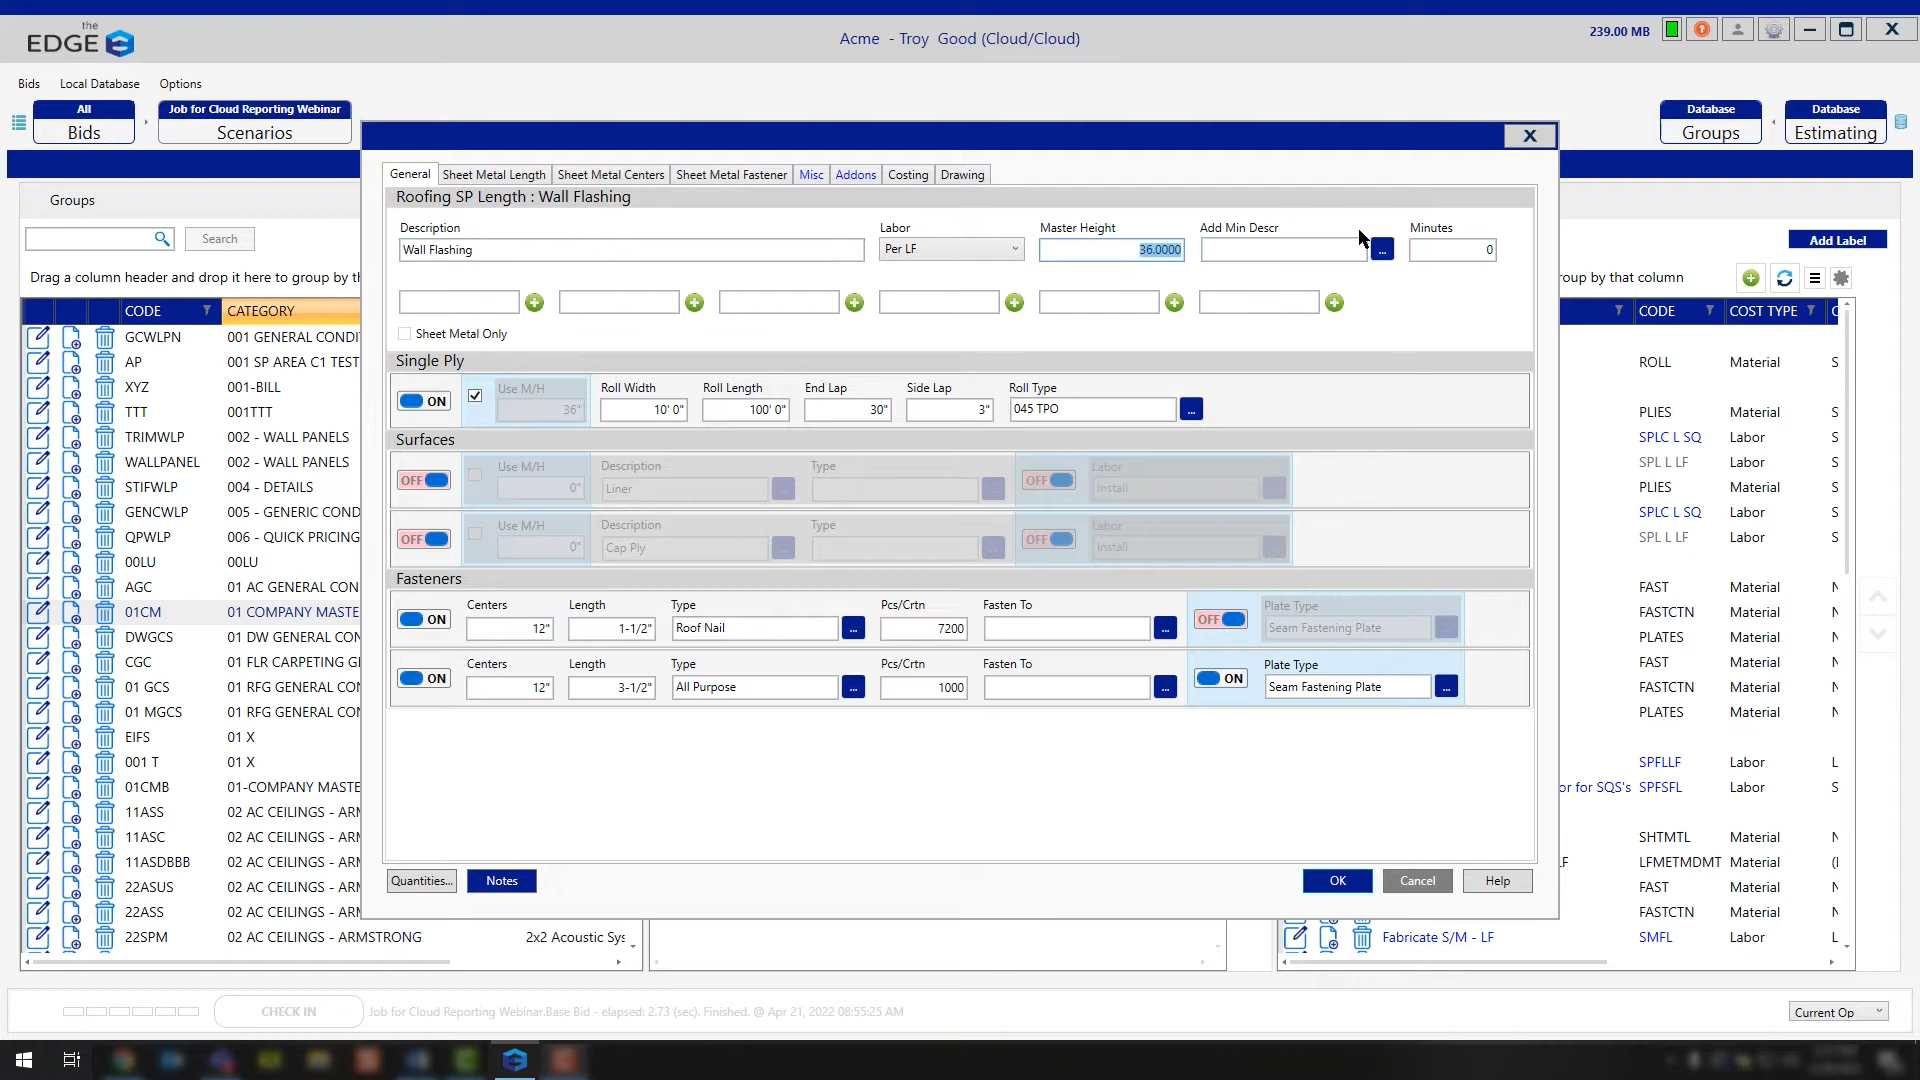 the
EDGE
Acme - Troy Good (Cloud/Cloud)
239.00 MB
X
Bids Local Database Options
All
Bids
Job for Cloud Reporting Webinar
Scenarios
Database
Groups
Database
Estimating
X
Groups
Search
Drag a column header and drop it here to group by th
CODE CATEGORY
GCWLPN 001 GENERAL CONDI
AP 001 SP AREA C1 TEST
XYZ 001-BILL
TTT 001TTT
TRIMWLP 002 - WALL PANELS
WALLPANEL 002 - WALL PANELS
STIFWLP 004 - DETAILS
GENCWLP 005 - GENERIC COND
QPWLP 006 - QUICK PRICING
00LU 00LU
AGC 01 AC GENERAL CON
01CM 01 COMPANY MASTE
DWGCS 01 DW GENERAL CON
CGC 01 FLR CARPETING GI
01 GCS 01 RFG GENERAL CON
01 MGCS 01 RFG GENERAL CON
EIFS 01 X
001 T 01 X
01CMB 01-COMPANY MASTE
11ASS 02 AC CEILINGS - ARM
11ASC 02 AC CEILINGS - ARM
11ASDBBB 02 AC CEILINGS - ARM
22ASUS 02 AC CEILINGS - ARM
22ASS 02 AC CEILINGS - ARM
22SPM 02 AC CEILINGS - ARMSTRONG 2x2 Acoustic Sys
General Sheet Metal Length Sheet Metal Centers Sheet Metal Fastener Misc Addons Costing Drawing
Roofing SP Length : Wall Flashing
Description Labor Master Height Add Min Descr Minutes
Wall Flashing Per LF 36.0000 ... 0
Sheet Metal Only
Single Ply
ON Use M/H Roll Width Roll Length End Lap Side Lap Roll Type
36" 10' 0" 100' 0" 30" 3" 045 TPO ...
Surfaces
OFF Use M/H Description Type OFF Labor
0" Liner Install
OFF Use M/H Description Type OFF Labor
0" Cap Ply Install
Fasteners
ON Centers Length Type Pcs/Crtn Fasten To OFF Plate Type
12" 1-1/2" Roof Nail ... 7200 ... Seam Fastening Plate
ON Centers Length Type Pcs/Crtn Fasten To ON Plate Type
12" 3-1/2" All Purpose ... 1000 ... Seam Fastening Plate ...
Quantities... Notes OK Cancel Help
Add Label
roup by that column
CODE COST TYPE C
ROLL Material S
PLIES Material S
SPLC L SQ Labor S
SPL L LF Labor S
PLIES Material S
SPLC L SQ Labor S
SPL L LF Labor S
FAST Material N
FASTCTN Material N
PLATES Material N
FAST Material N
FASTCTN Material N
PLATES Material N
SPFLLF Labor L
or for SQS's SPFSFL Labor L
SHTMTL Material N
LF LFMETMDMT Material (I
FAST Material N
FASTCTN Material N
Fabricate S/M - LF SMFL Labor L
CHECK IN Job for Cloud Reporting Webinar.Base Bid - elapsed: 2.73 (sec). Finished. @ Apr 21, 2022 08:55:25 AM
Current Op